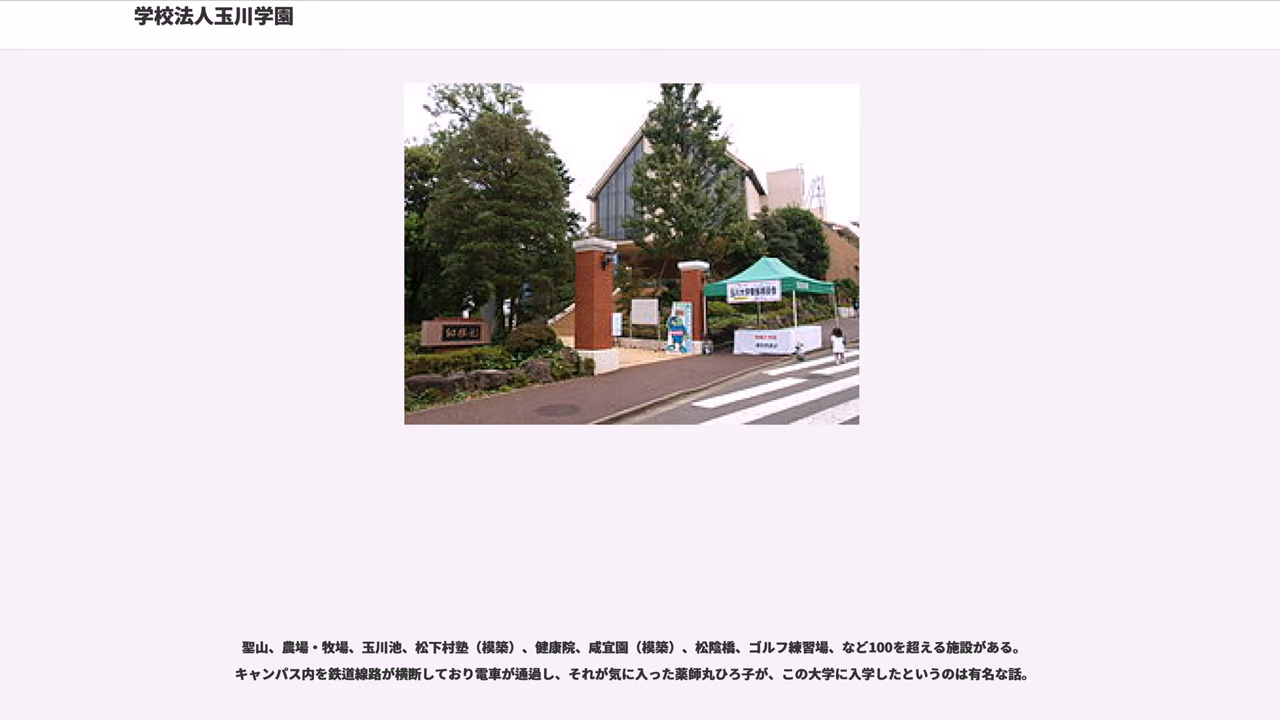 学校法人玉川学園
聖山、農場・牧場、玉川池、松下村塾（模築）、健康院、咸宜園（模築）、松陰橋、ゴルフ練習場、など100を超える施設がある。
キャンパス内を鉄道線路が横断しており電車が通過し、それが気に入った薬師丸ひろ子が、この大学に入学したというのは有名な話。